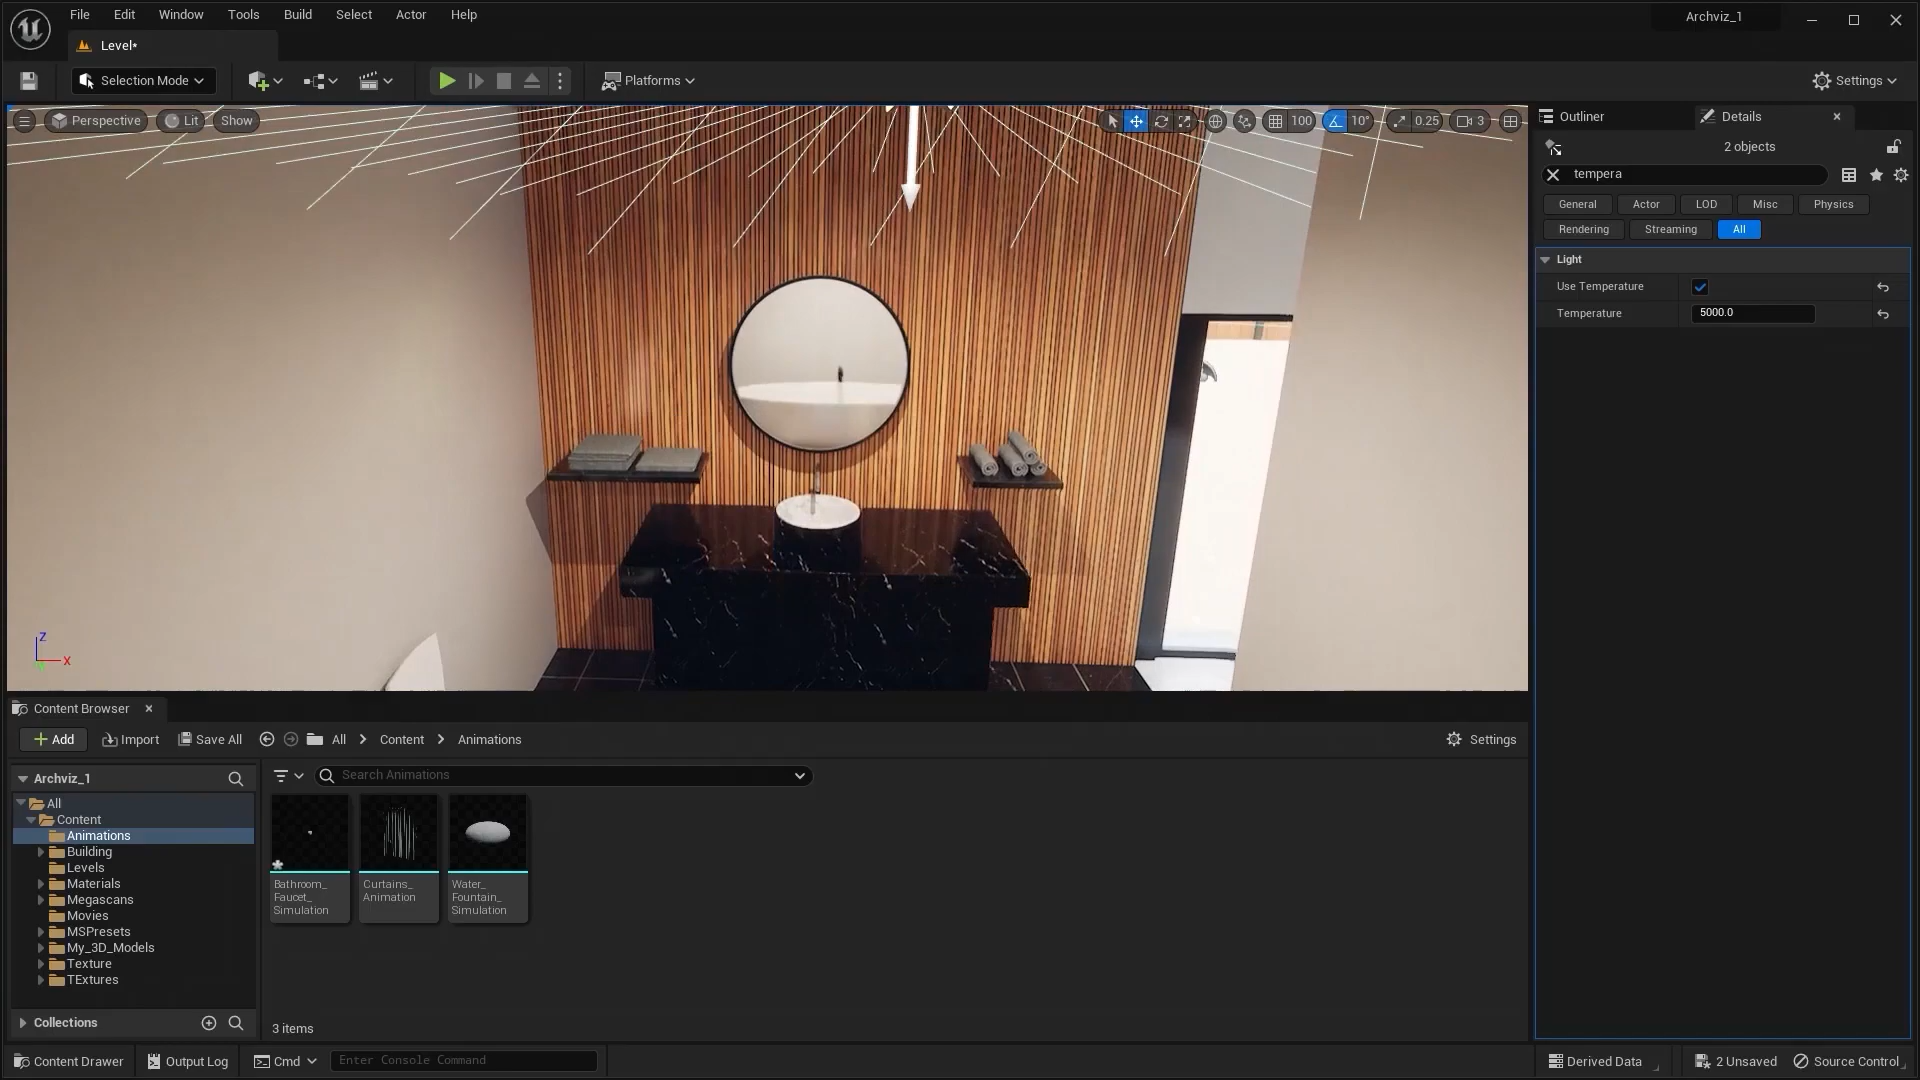 File Edit Window Tools Build Select Actor Help
Archviz_1
Level*
Selection Mode
Platforms
Settings
Perspective Lit Show
100 10° 0.25 3
Outliner
Details
2 objects
tempera
General Actor LOD Misc Physics
Rendering Streaming All
Light
Use Temperature
Temperature 5000.0
Z
X
Content Browser
Add Import Save All All Content Animations
Settings
Archviz_1
Search Animations
All
Content
Animations
Building
Levels
Materials
Megascans
Movies
MSPresets
My_3D_Models
Texture
TExtures
Bathroom_
Faucet_
Simulation
Curtains_
Animation
Water_
Fountain_
Simulation
Collections
3 items
Content Drawer Output Log Cmd Enter Console Command
Derived Data 2 Unsaved Source Control